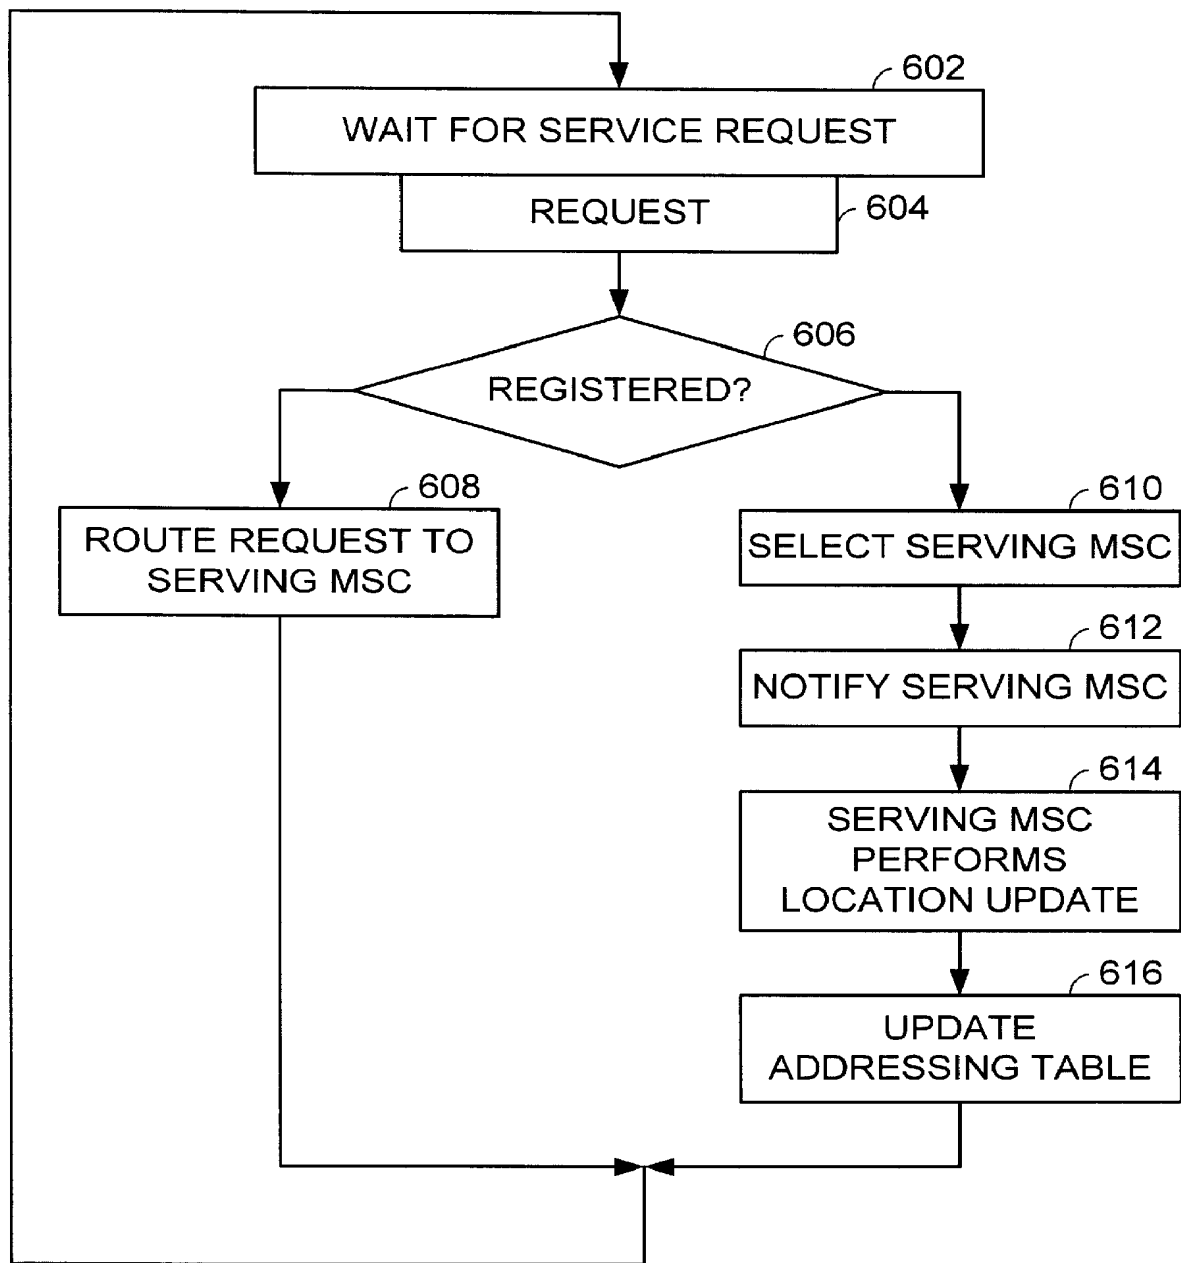 602
WAIT FOR SERVICE REQUEST
REQUEST
604
606
REGISTERED?
608
ROUTE REQUEST TO
SERVING MSC
610
SELECT SERVING MSC
612
NOTIFY SERVING MSC
614
SERVING MSC
PERFORMS
LOCATION UPDATE
616
UPDATE
ADDRESSING TABLE